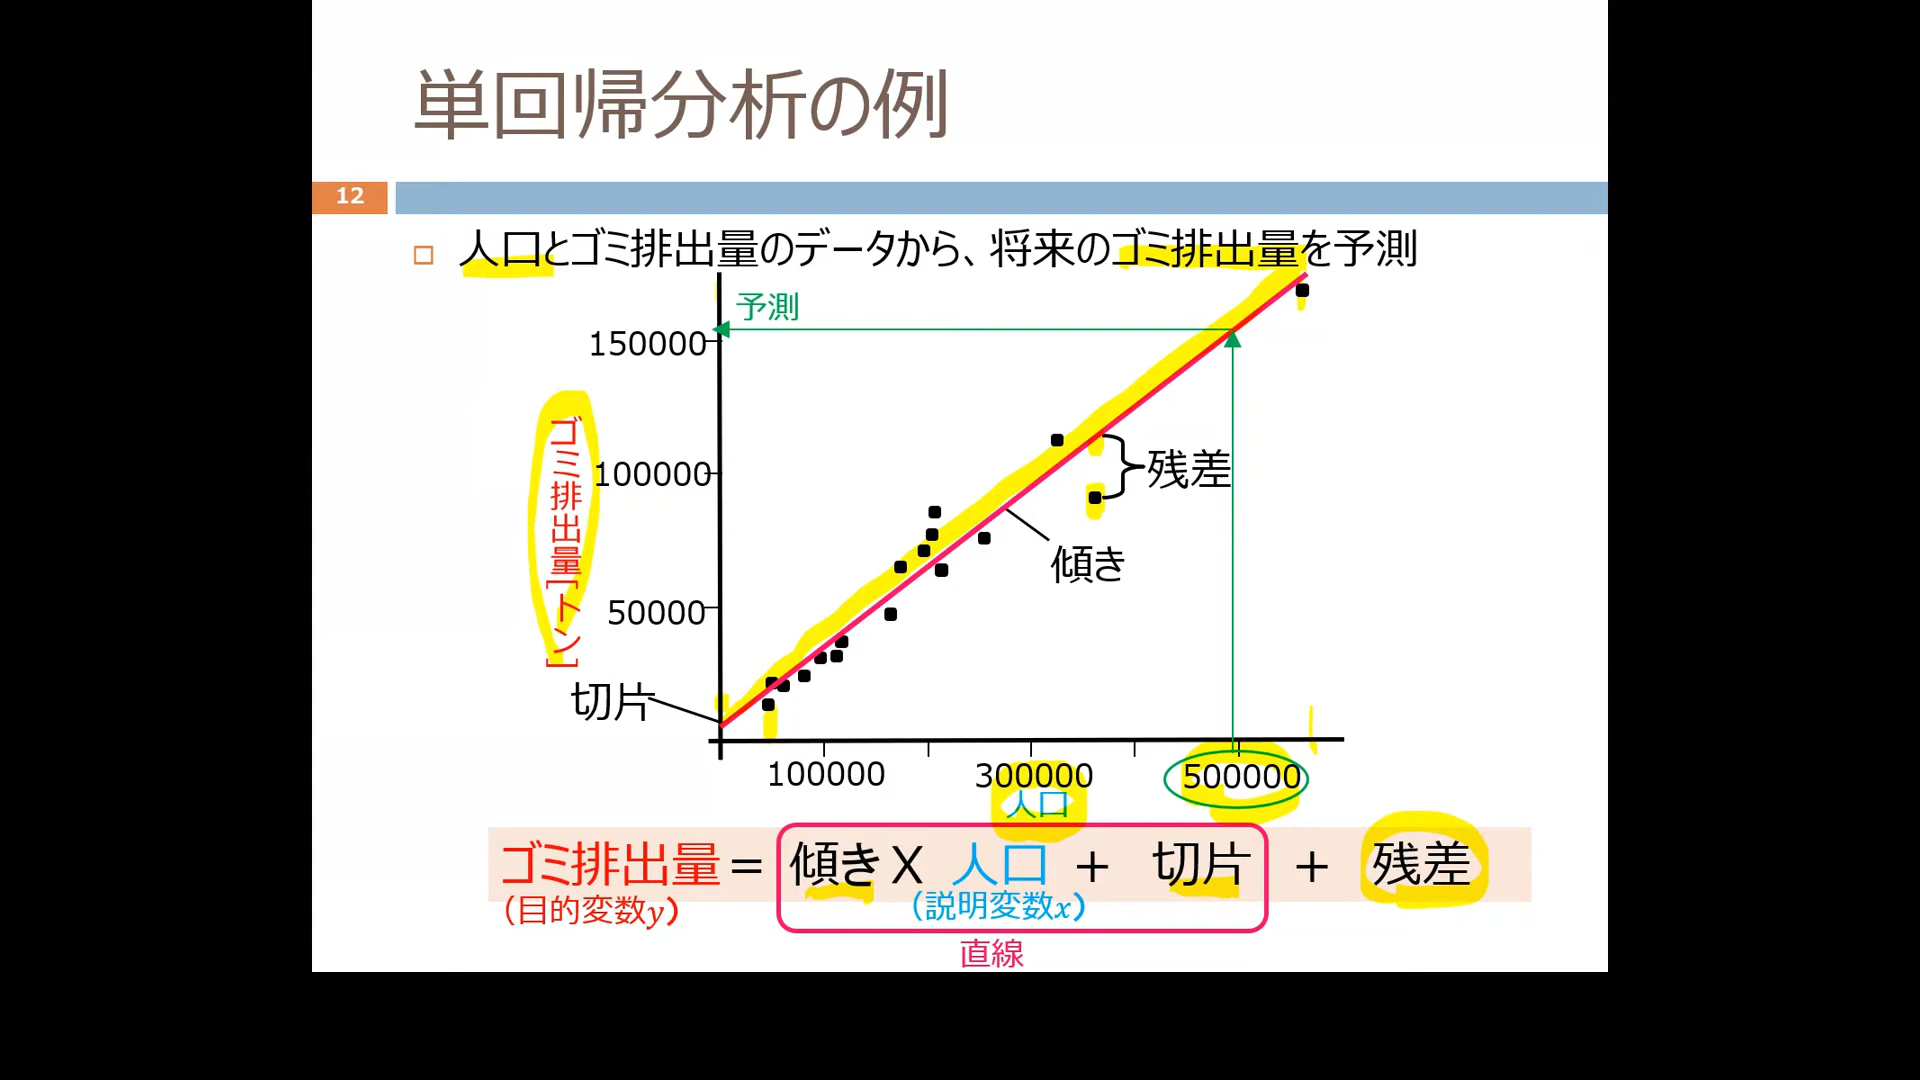 単回帰分析の例
12
人口とゴミ排出量のデータから、将来のゴミ排出量を予測
予測
150000
100000
50000
ゴミ排出量[トン]
残差
傾き
切片
100000
300000
500000
人口
ゴミ排出量 = 傾き X 人口 + 切片 + 残差
(目的変数y)
(説明変数x)
直線